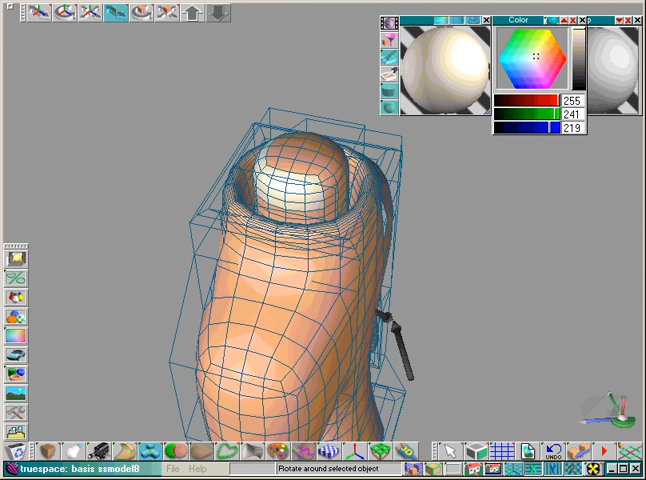 Color
p
255
241
219
UNDO
truespace: basis ssmodel8
File
Help
Rotate around selected object